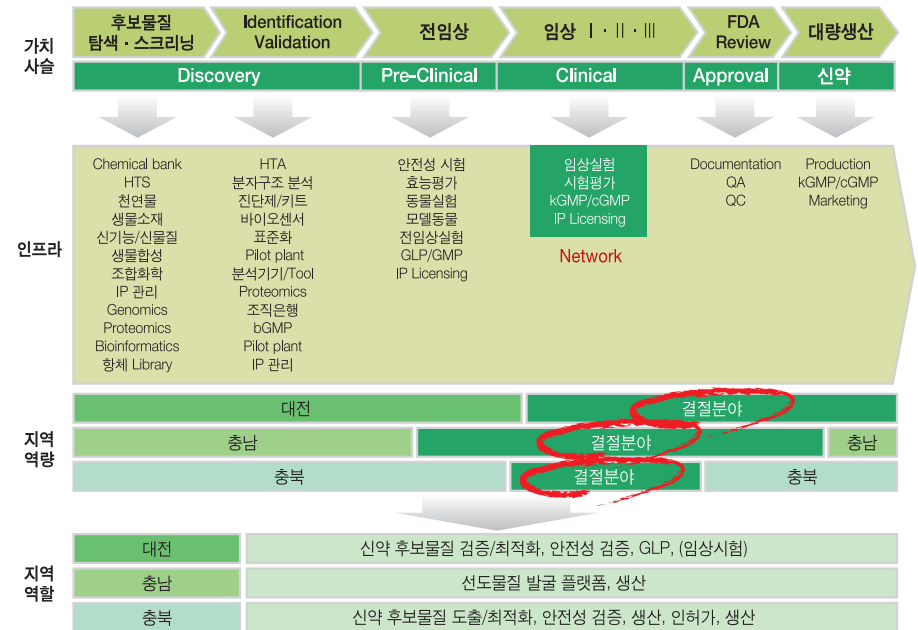 가치
사슬
후보물질
탐색 · 스크리닝
Identification
Validation
전임상
임상 Ⅰ · Ⅱ · Ⅲ
FDA
Review
대량생산
Discovery
Pre-Clinical
Clinical
Approval
신약
인프라
Chemical bank
HTS
천연물
생물소재
신기능/신물질
생물합성
조합화학
IP 관리
Genomics
Proteomics
Bioinformatics
항체 Library
HTA
분자구조 분석
진단제/키트
바이오센서
표준화
Pilot plant
분석기기/Tool
Proteomics
조직은행
bGMP
Pilot plant
IP 관리
안전성 시험
효능평가
동물실험
모델동물
전임상실험
GLP/GMP
IP Licensing
임상실험
시험평가
kGMP/cGMP
IP Licensing
Network
Documentation
QA
QC
Production
kGMP/cGMP
Marketing
지역
역량
대전
결절분야
충남
결절분야
충남
충북
결절분야
충북
지역
역할
대전
신약 후보물질 검증/최적화, 안전성 검증, GLP, (임상시험)
충남
선도물질 발굴 플랫폼, 생산
충북
신약 후보물질 도출/최적화, 안전성 검증, 생산, 인허가, 생산